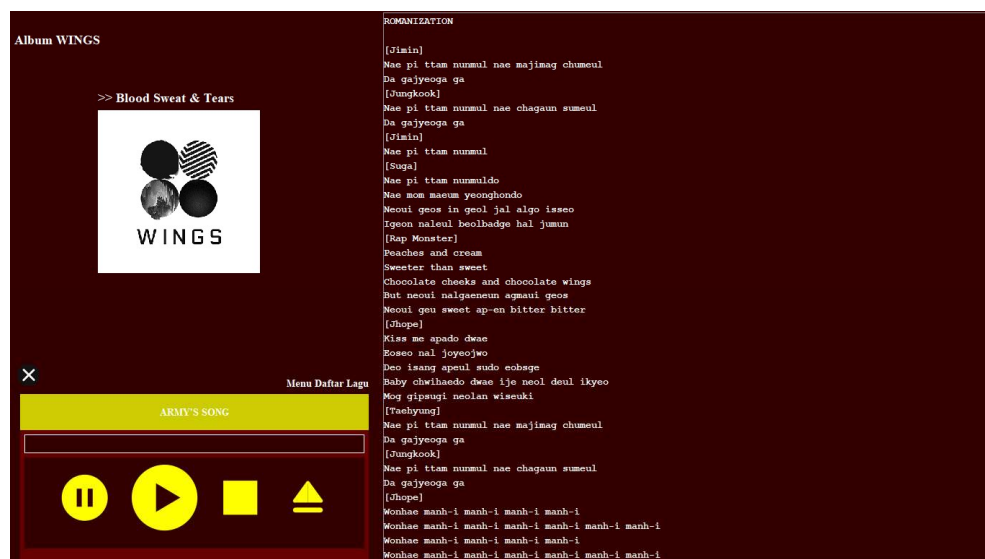 Album WINGS
>> Blood Sweat & Tears
WINGS
Menu Daftar Lagu
ARMY'S SONG
ROMANIZATION
[Jimin]
Nae pi ttam nunmul nae majimag chumeul
Da gajyeoga ga
[Jungkook]
Nae pi ttam nunmul nae chagaun sumeul
Da gajyeoga ga
[Jimin]
Nae pi ttam nunmul
[Suga]
Nae pi ttam nunmuldo
Nae mom maeum yeonghondo
Neoui geos in geol jal algo isseo
Igeon naleul beolbadge hal jumun
[Rap Monster]
Peaches and cream
Sweeter than sweet
Chocolate cheeks and chocolate wings
But neoui nalgaeneun agmaui geos
Neoui geu sweet ap-en bitter bitter
[Jhope]
Kiss me apado dwae
Eoseo nal joyeojwo
Deo isang apeul sudo eobsge
Baby chwihaedo dwae ije neol deul ikyeo
Mog gipsugi neolan wiseuki
[Taehyung]
Nae pi ttam nunmul nae majimag chumeul
Da gajyeoga ga
[Jungkook]
Nae pi ttam nunmul nae chagaun sumeul
Da gajyeoga ga
[Jhope]
Wonhae manh-i manh-i manh-i manh-i
Wonhae manh-i manh-i manh-i manh-i manh-i manh-i
Wonhae manh-i manh-i manh-i manh-i
Wonhae manh-i manh-i manh-i manh-i manh-i manh-i